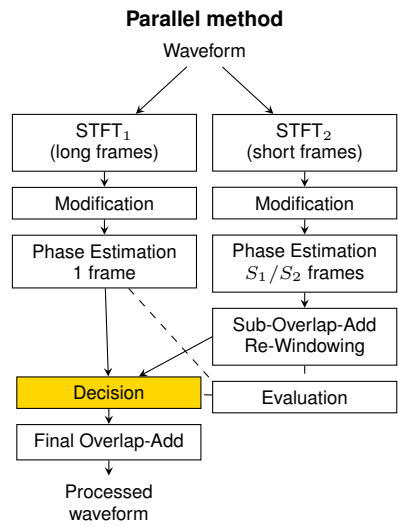 Parallel method
Waveform
STFT₁
(long frames)
STFT₂
(short frames)
Modification
Modification
Phase Estimation
1 frame
Phase Estimation
S₁/S₂ frames
Sub-Overlap-Add
Re-Windowing
Decision
Evaluation
Final Overlap-Add
Processed
waveform